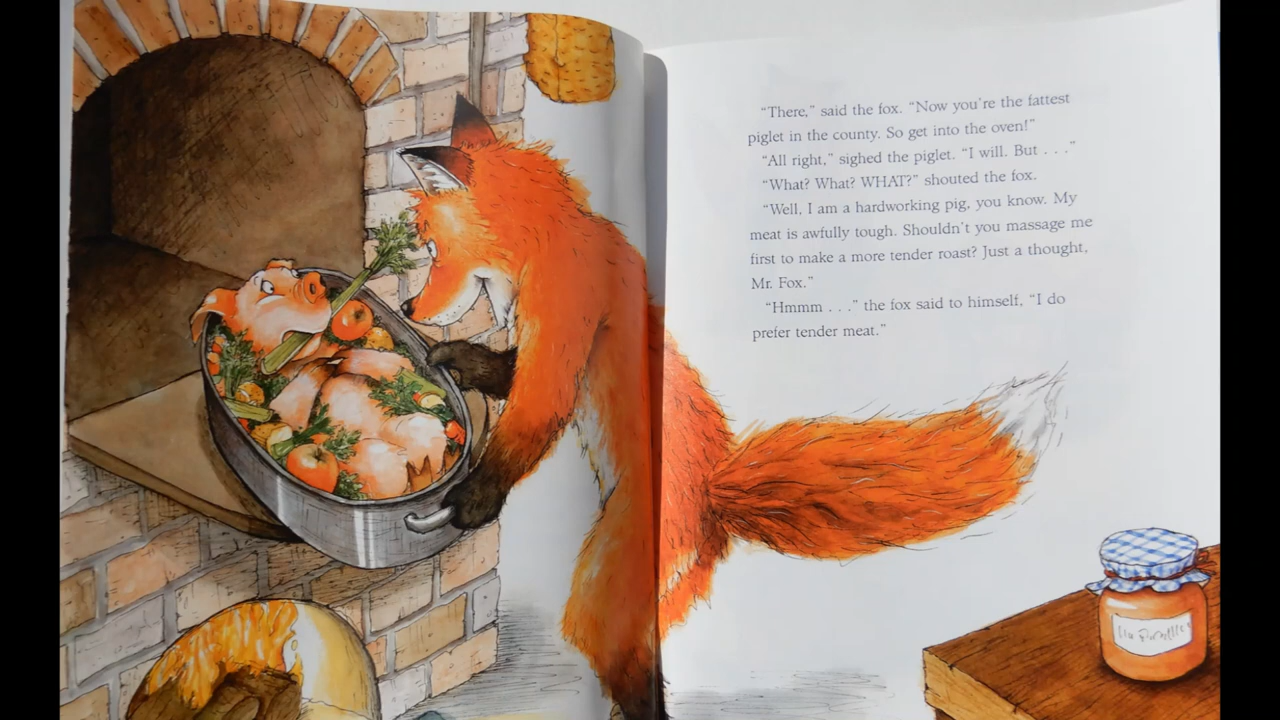 “There,” said the fox. “Now you’re the fattest
piglet in the county. So get into the oven!”
“All right,” sighed the piglet. “I will. But . . .”
“What? What? WHAT?” shouted the fox.
“Well, I am a hardworking pig, you know. My
meat is awfully tough. Shouldn’t you massage me
first to make a more tender roast? Just a thought,
Mr. Fox.”
“Hmmm . . .” the fox said to himself. “I do
prefer tender meat.”